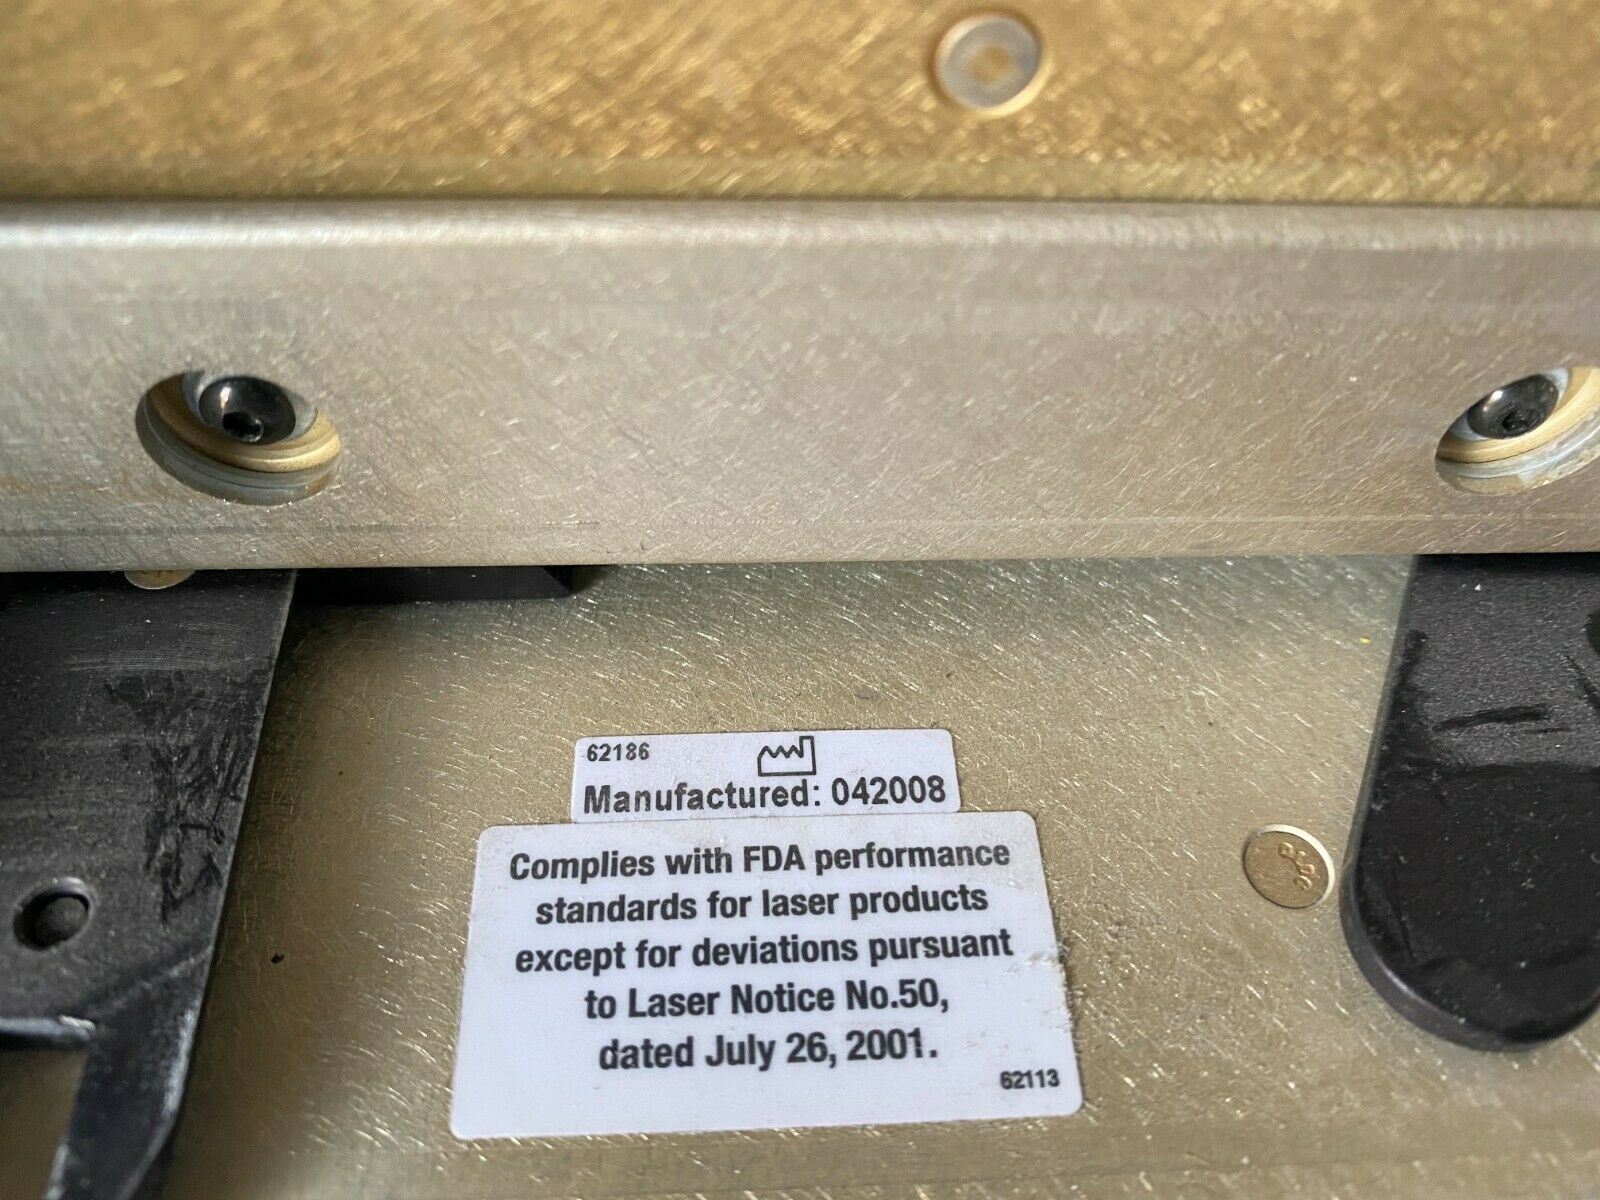 62186
Manufactured: 042008
Complies with FDA performance
standards for laser products
except for deviations pursuant
to Laser Notice No.50,
dated July 26, 2001.
62113